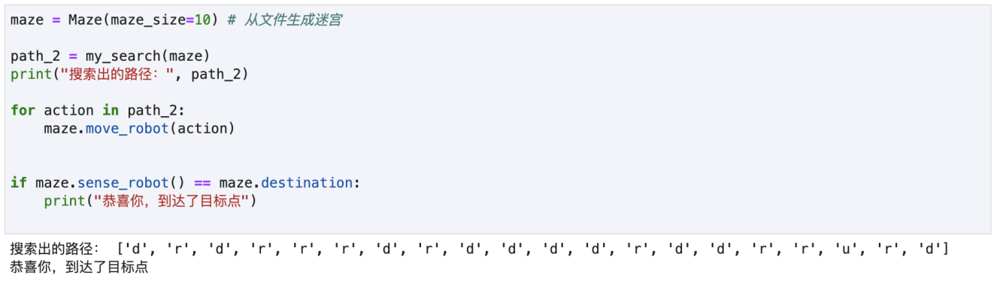 maze = Maze(maze_size=10) # 从文件生成迷宫
path_2 = my_search(maze)
print("搜索出的路径：", path_2)
for action in path_2:
    maze.move_robot(action)
if maze.sense_robot() == maze.destination:
    print("恭喜你，到达了目标点")
搜索出的路径： ['d', 'r', 'd', 'r', 'r', 'r', 'd', 'r', 'd', 'd', 'd', 'd', 'r', 'd', 'd', 'r', 'r', 'u', 'r', 'd']
恭喜你，到达了目标点